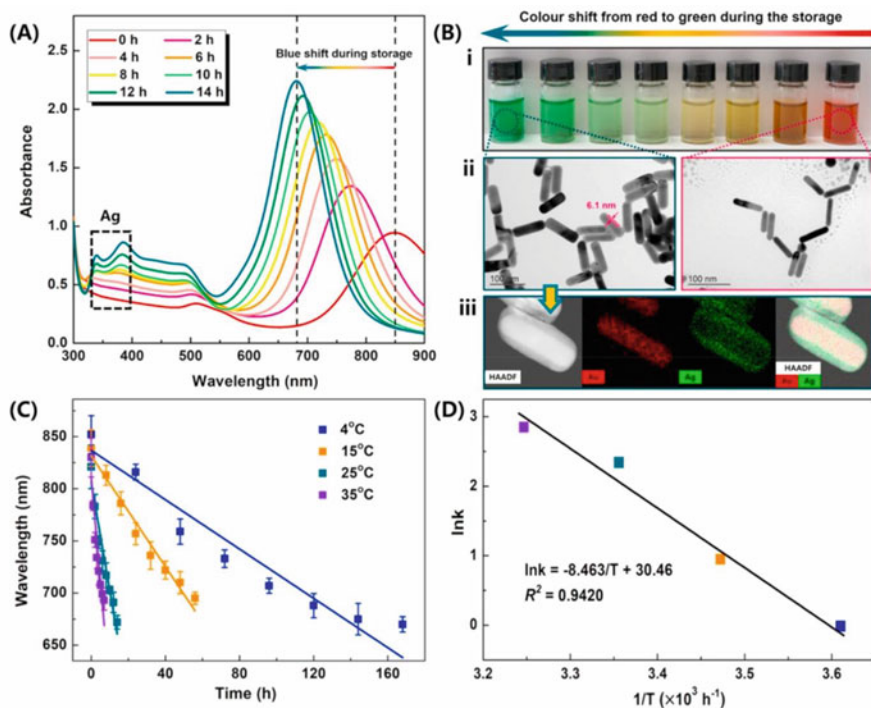 (A)
Absorbance
2.5
2.0
1.5
1.0
0.5
0.0
0 h 2 h
4 h 6 h
8 h 10 h
12 h 14 h
Blue shift during storage
Ag
300 400 500 600 700 800 900
Wavelength (nm)
(B)
Colour shift from red to green during the storage
i
ii
6.1 nm
100 nm
100 nm
iii
HAADF
Au
Ag
HAADF
Au Ag
(C)
Wavelength (nm)
850
800
750
700
650
4°C
15°C
25°C
35°C
0 40 80 120 160
Time (h)
(D)
lnk
3
2
1
0
lnk = -8.463/T + 30.46
R² = 0.9420
3.2 3.3 3.4 3.5 3.6
1/T (×10³ h⁻¹)